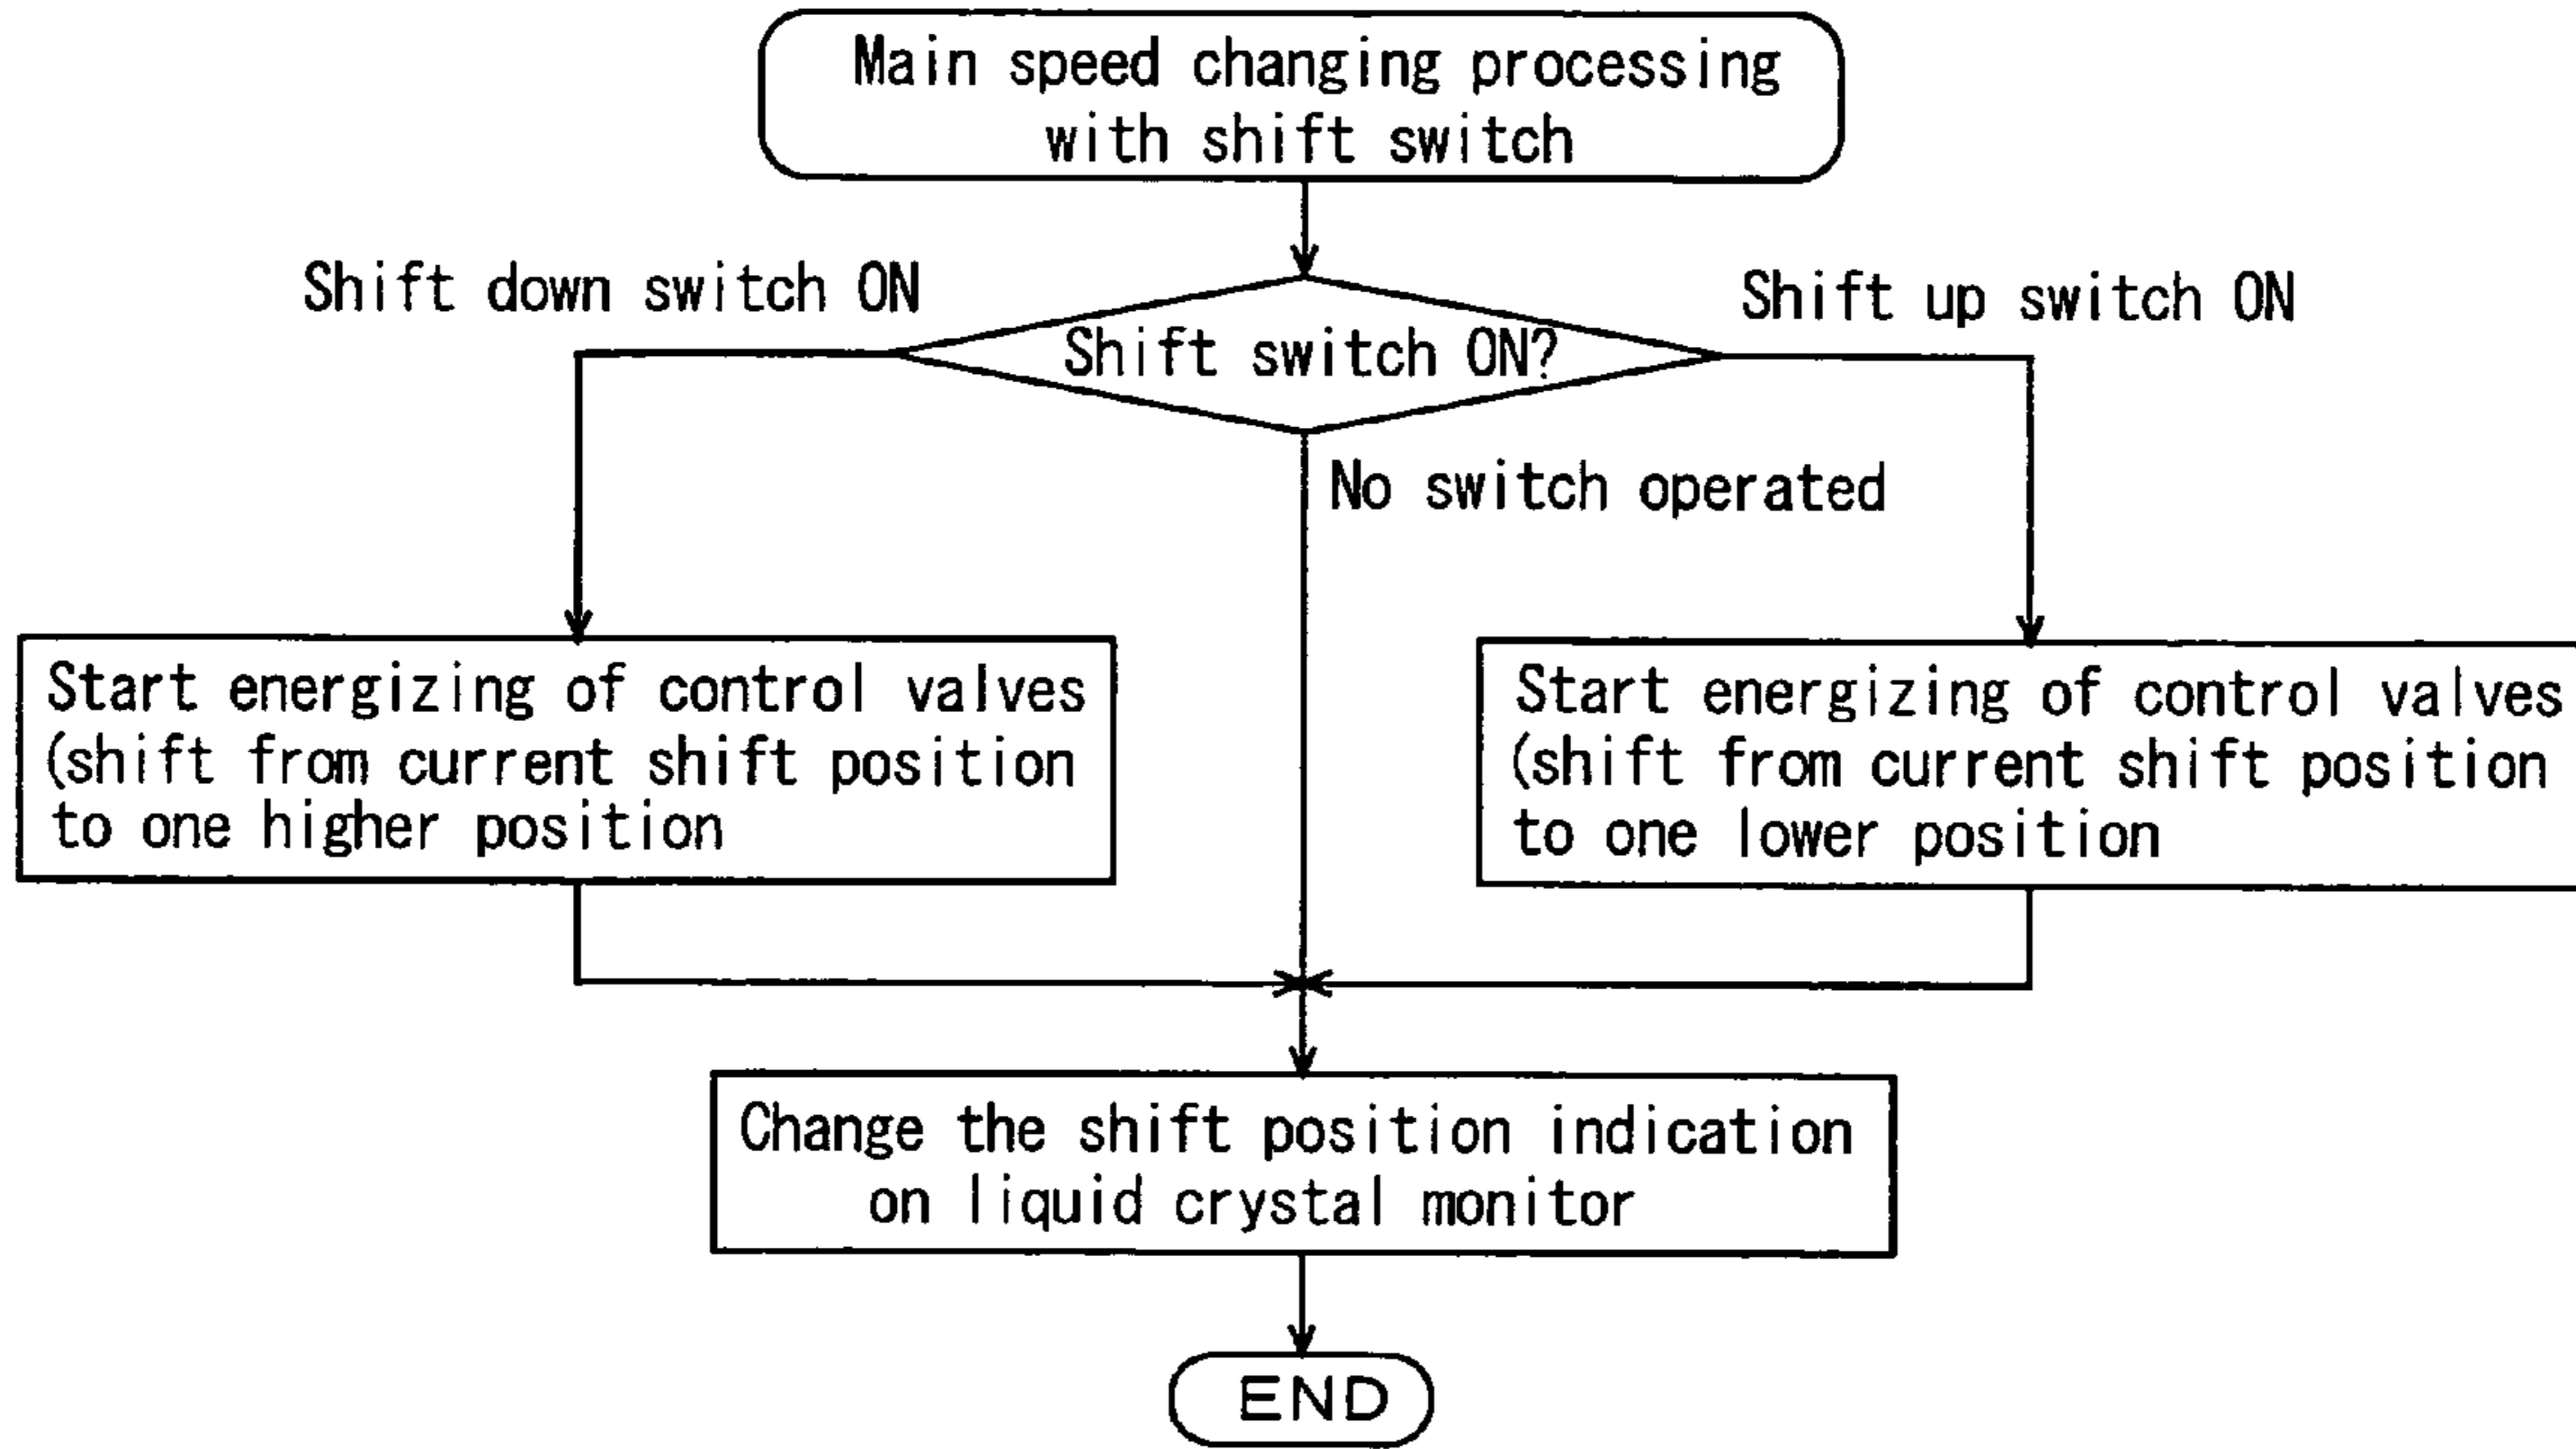 Main speed changing processing
with shift switch
Shift down switch ON
Shift up switch ON
Shift switch ON?
No switch operated
Start energizing of control valves
(shift from current shift position
to one higher position
Start energizing of control valves
(shift from current shift position
to one lower position
Change the shift position indication
on liquid crystal monitor
END